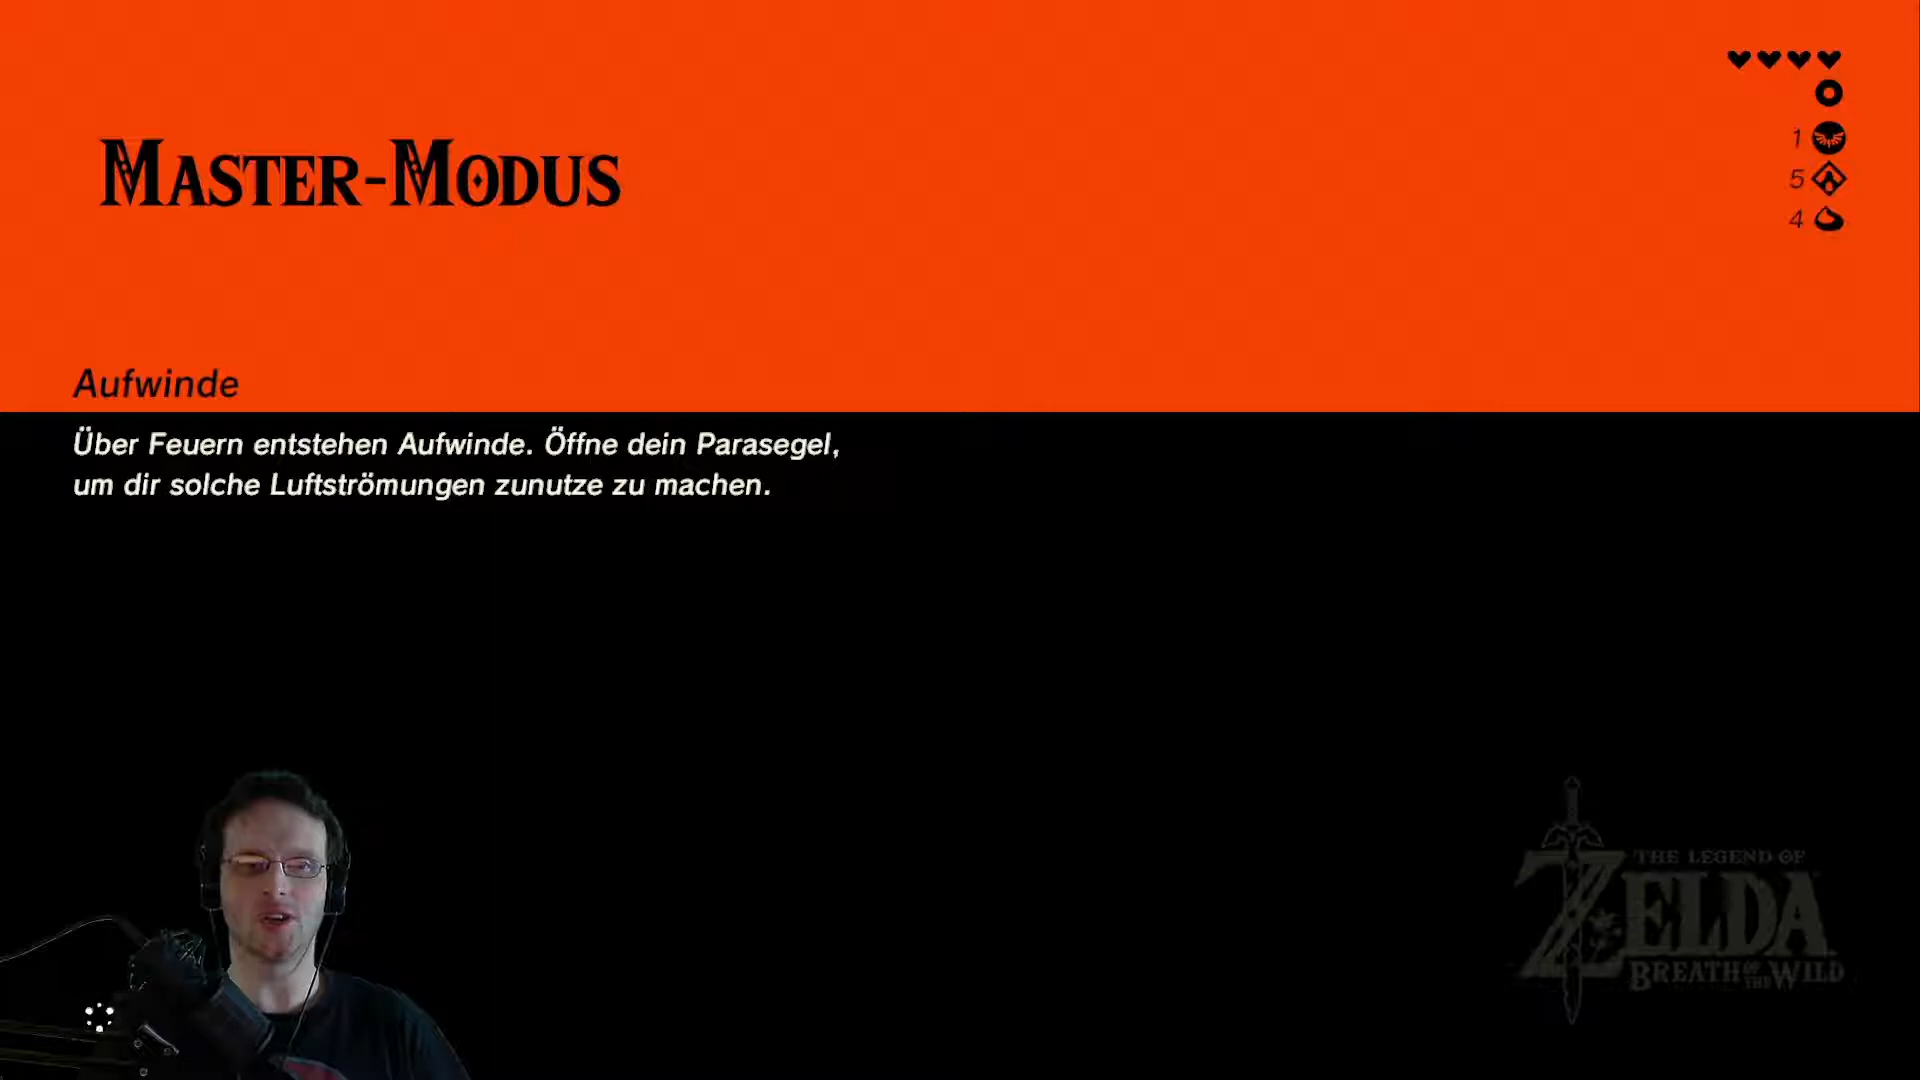 MASTER-MODUS
1
5
4
Aufwinde
Über Feuern entstehen Aufwinde. Öffne dein Parasegel,
um dir solche Luftströmungen zunutze zu machen.
THE LEGEND OF
ZELDA
BREATH OF THE WILD